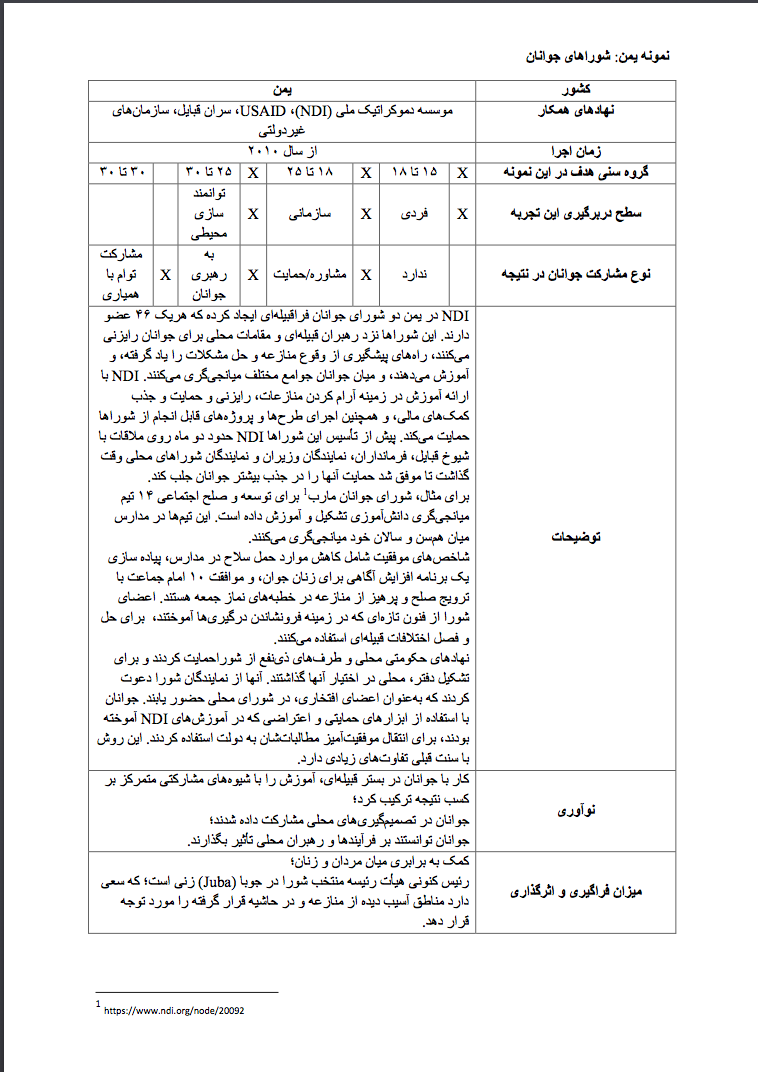 نمونه یمن: شوراهای جوانان
کشور یمن
نهادهای همکار موسسه دموکراتیک ملی (NDI)، USAID، سران قبایل، سازمان‌های
غیردولتی
زمان اجرا از سال ۲۰۱۰
گروه سنی هدف در این نمونه X ۱۵ تا ۱۸ X ۱۸ تا ۲۵ X ۲۵ تا ۳۰ ۳۰ تا ۳۰
سطح دربرگیری این تجربه X فردی X سازمانی X توانمند
سازی
محیطی
نوع مشارکت جوانان در نتیجه ندارد X مشاوره/حمایت X به
رهبری
جوانان X مشارکت
توام با
همیاری
توضیحات
NDI در یمن دو شورای جوانان فراقبیله‌ای ایجاد کرده که هریک ۴۶ عضو
دارند. این شوراها نزد رهبران قبیله‌ای و مقامات محلی برای جوانان رایزنی
می‌کنند، راه‌های پیشگیری از وقوع منازعه و حل مشکلات را یاد گرفته، و
آموزش می‌دهند، و میان جوانان جوامع مختلف میانجی‌گری می‌کنند. NDI با
ارائه آموزش در زمینه آرام کردن منازعات، رایزنی و حمایت و جذب
کمک‌های مالی، و همچنین اجرای طرح‌ها و پروژه‌های قابل انجام از شوراها
حمایت می‌کند. پیش از تأسیس این شوراها NDI حدود دو ماه روی ملاقات با
شیوخ قبایل، فرمانداران، نمایندگان وزیران و نمایندگان شوراهای محلی وقت
گذاشت تا موفق شد حمایت آنها را در جذب بیشتر جوانان جلب کند.
برای مثال، شورای جوانان مارب1 برای توسعه و صلح اجتماعی ۱۴ تیم
میانجی‌گری دانش‌آموزی تشکیل و آموزش داده است. این تیم‌ها در مدارس
میان هم‌سن و سالان خود میانجی‌گری می‌کنند.
شاخص‌های موفقیت شامل کاهش موارد حمل سلاح در مدارس، پیاده سازی
یک برنامه افزایش آگاهی برای زنان جوان، و موافقت ۱۰ امام جماعت با
ترویج صلح و پرهیز از منازعه در خطبه‌های نماز جمعه هستند. اعضای
شورا از فنون تازه‌ای که در زمینه فرونشاندن درگیری‌ها آموختند، برای حل
و فصل اختلافات قبیله‌ای استفاده می‌کنند.
نهادهای حکومتی محلی و طرف‌های ذی‌نفع از شوراحمایت کردند و برای
تشکیل دفتر، محلی در اختیار آنها گذاشتند. آنها از نمایندگان شورا دعوت
کردند که به‌عنوان اعضای افتخاری، در شورای محلی حضور یابند. جوانان
با استفاده از ابزارهای حمایتی و اعتراضی که در آموزش‌های NDI آموخته
بودند، برای انتقال موفقیت‌آمیز مطالباتشان به دولت استفاده کردند. این روش
با سنت قبلی تفاوت‌های زیادی دارد.
نوآوری
کار با جوانان در بستر قبیله‌ای، آموزش را با شیوه‌های مشارکتی متمرکز بر
کسب نتیجه ترکیب کرد؛
جوانان در تصمیم‌گیری‌های محلی مشارکت داده شدند؛
جوانان توانستند بر فرآیندها و رهبران محلی تأثیر بگذارند.
میزان فراگیری و اثرگذاری
کمک به برابری میان مردان و زنان؛
رئیس کنونی هیأت رئیسه منتخب شورا در جوبا (Juba) زنی است؛ که سعی
دارد مناطق آسیب دیده از منازعه و در حاشیه قرار گرفته را مورد توجه
قرار دهد.
1 https://www.ndi.org/node/20092